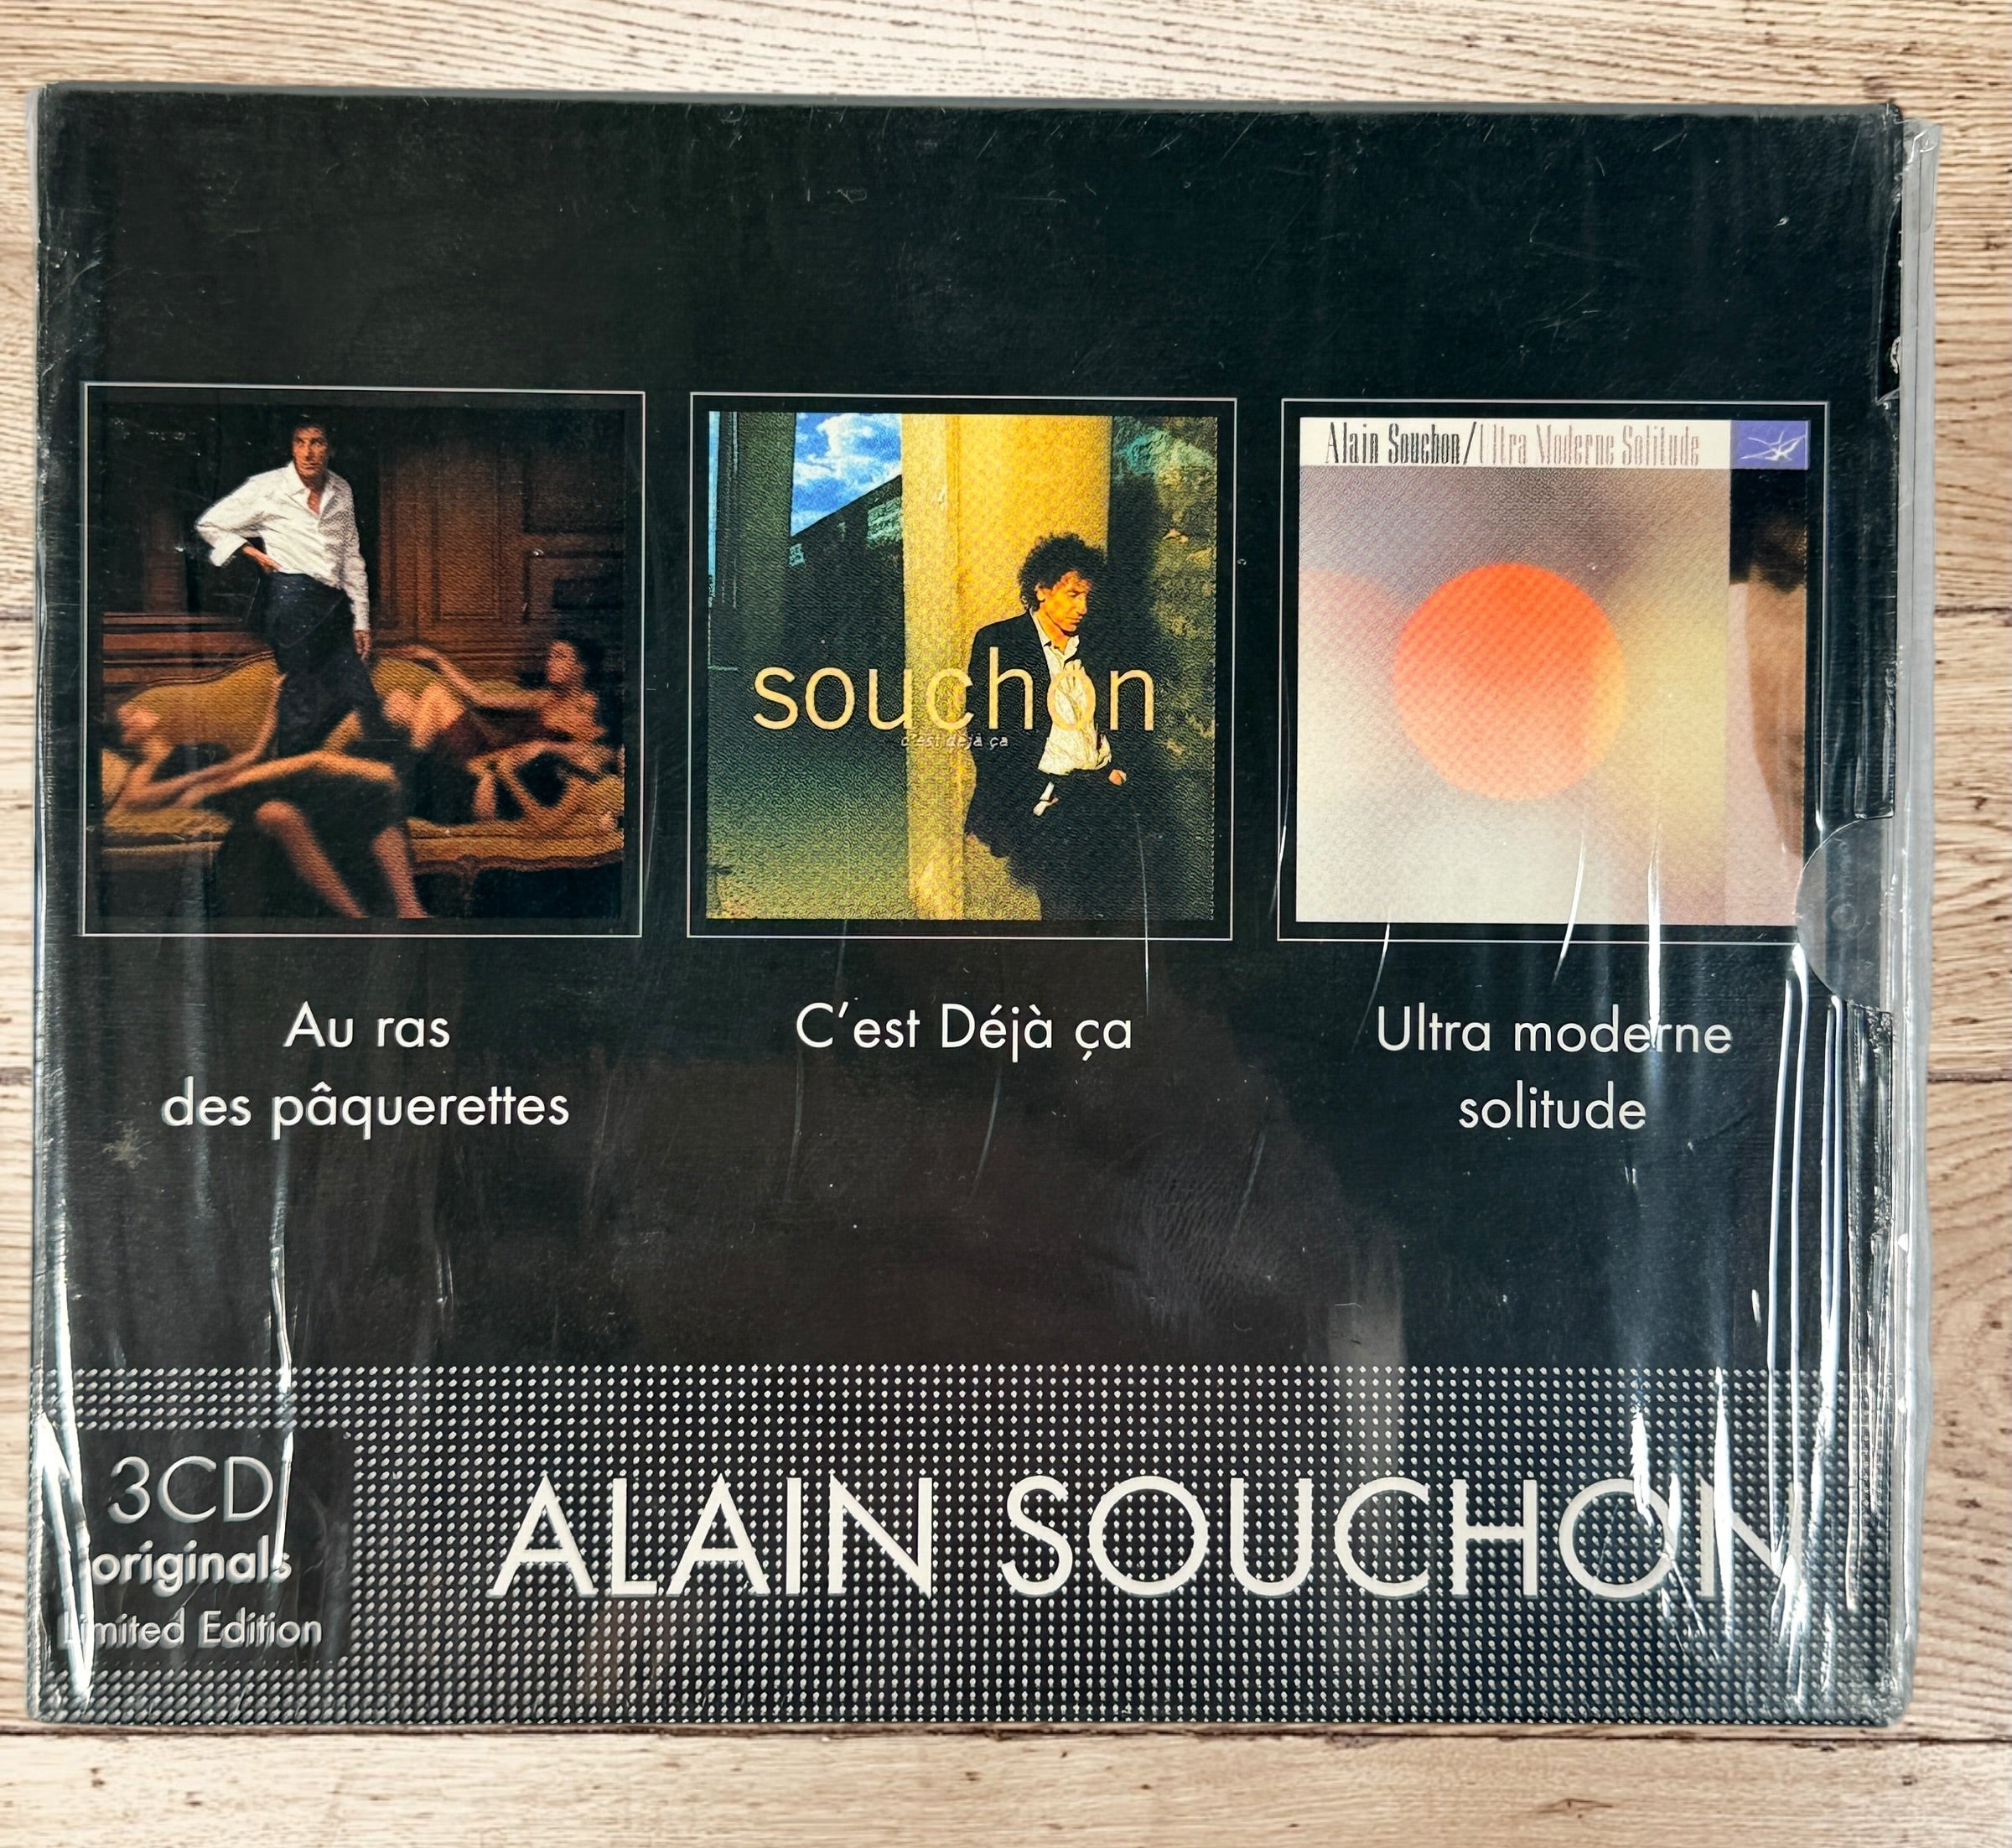 Alain Souchon/Ultra Moderne Solitude
souchon
c'est déjà ça
Au ras
des pâquerettes
C'est Déjà ça
Ultra moderne
solitude
3CD
originals
Limited Edition
ALAIN SOUCHON